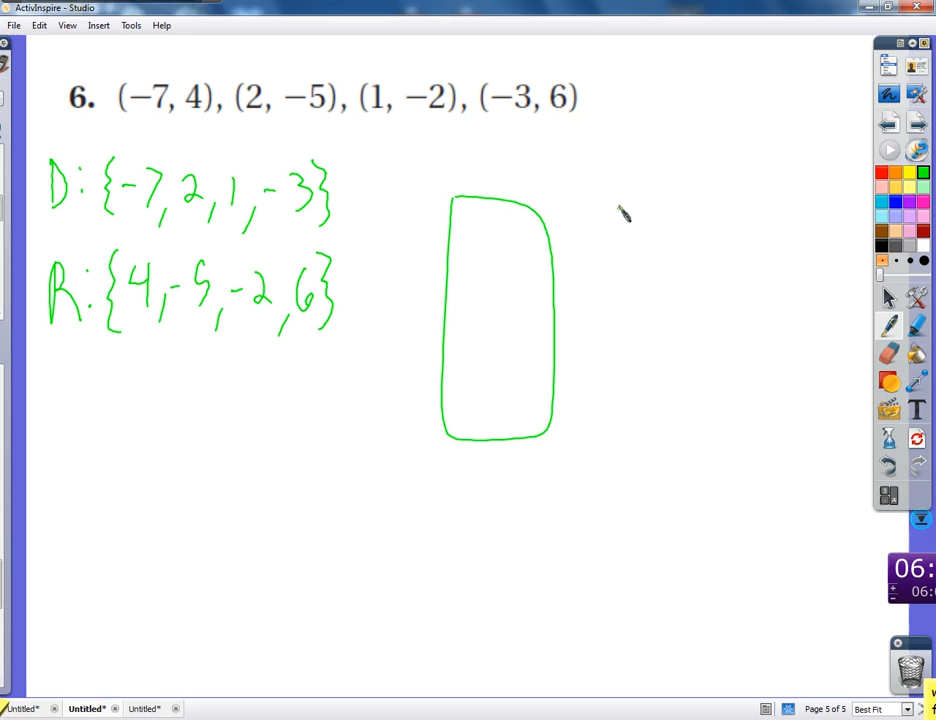 ActivInspire - Studio
File Edit View Insert Tools Help
6. (−7, 4), (2, −5), (1, −2), (−3, 6)
D: {-7, 2, 1, -3}
R: {4, -5, -2, 6}
06:
06:
Untitled* Untitled* Untitled*
Page 5 of 5 Best Fit